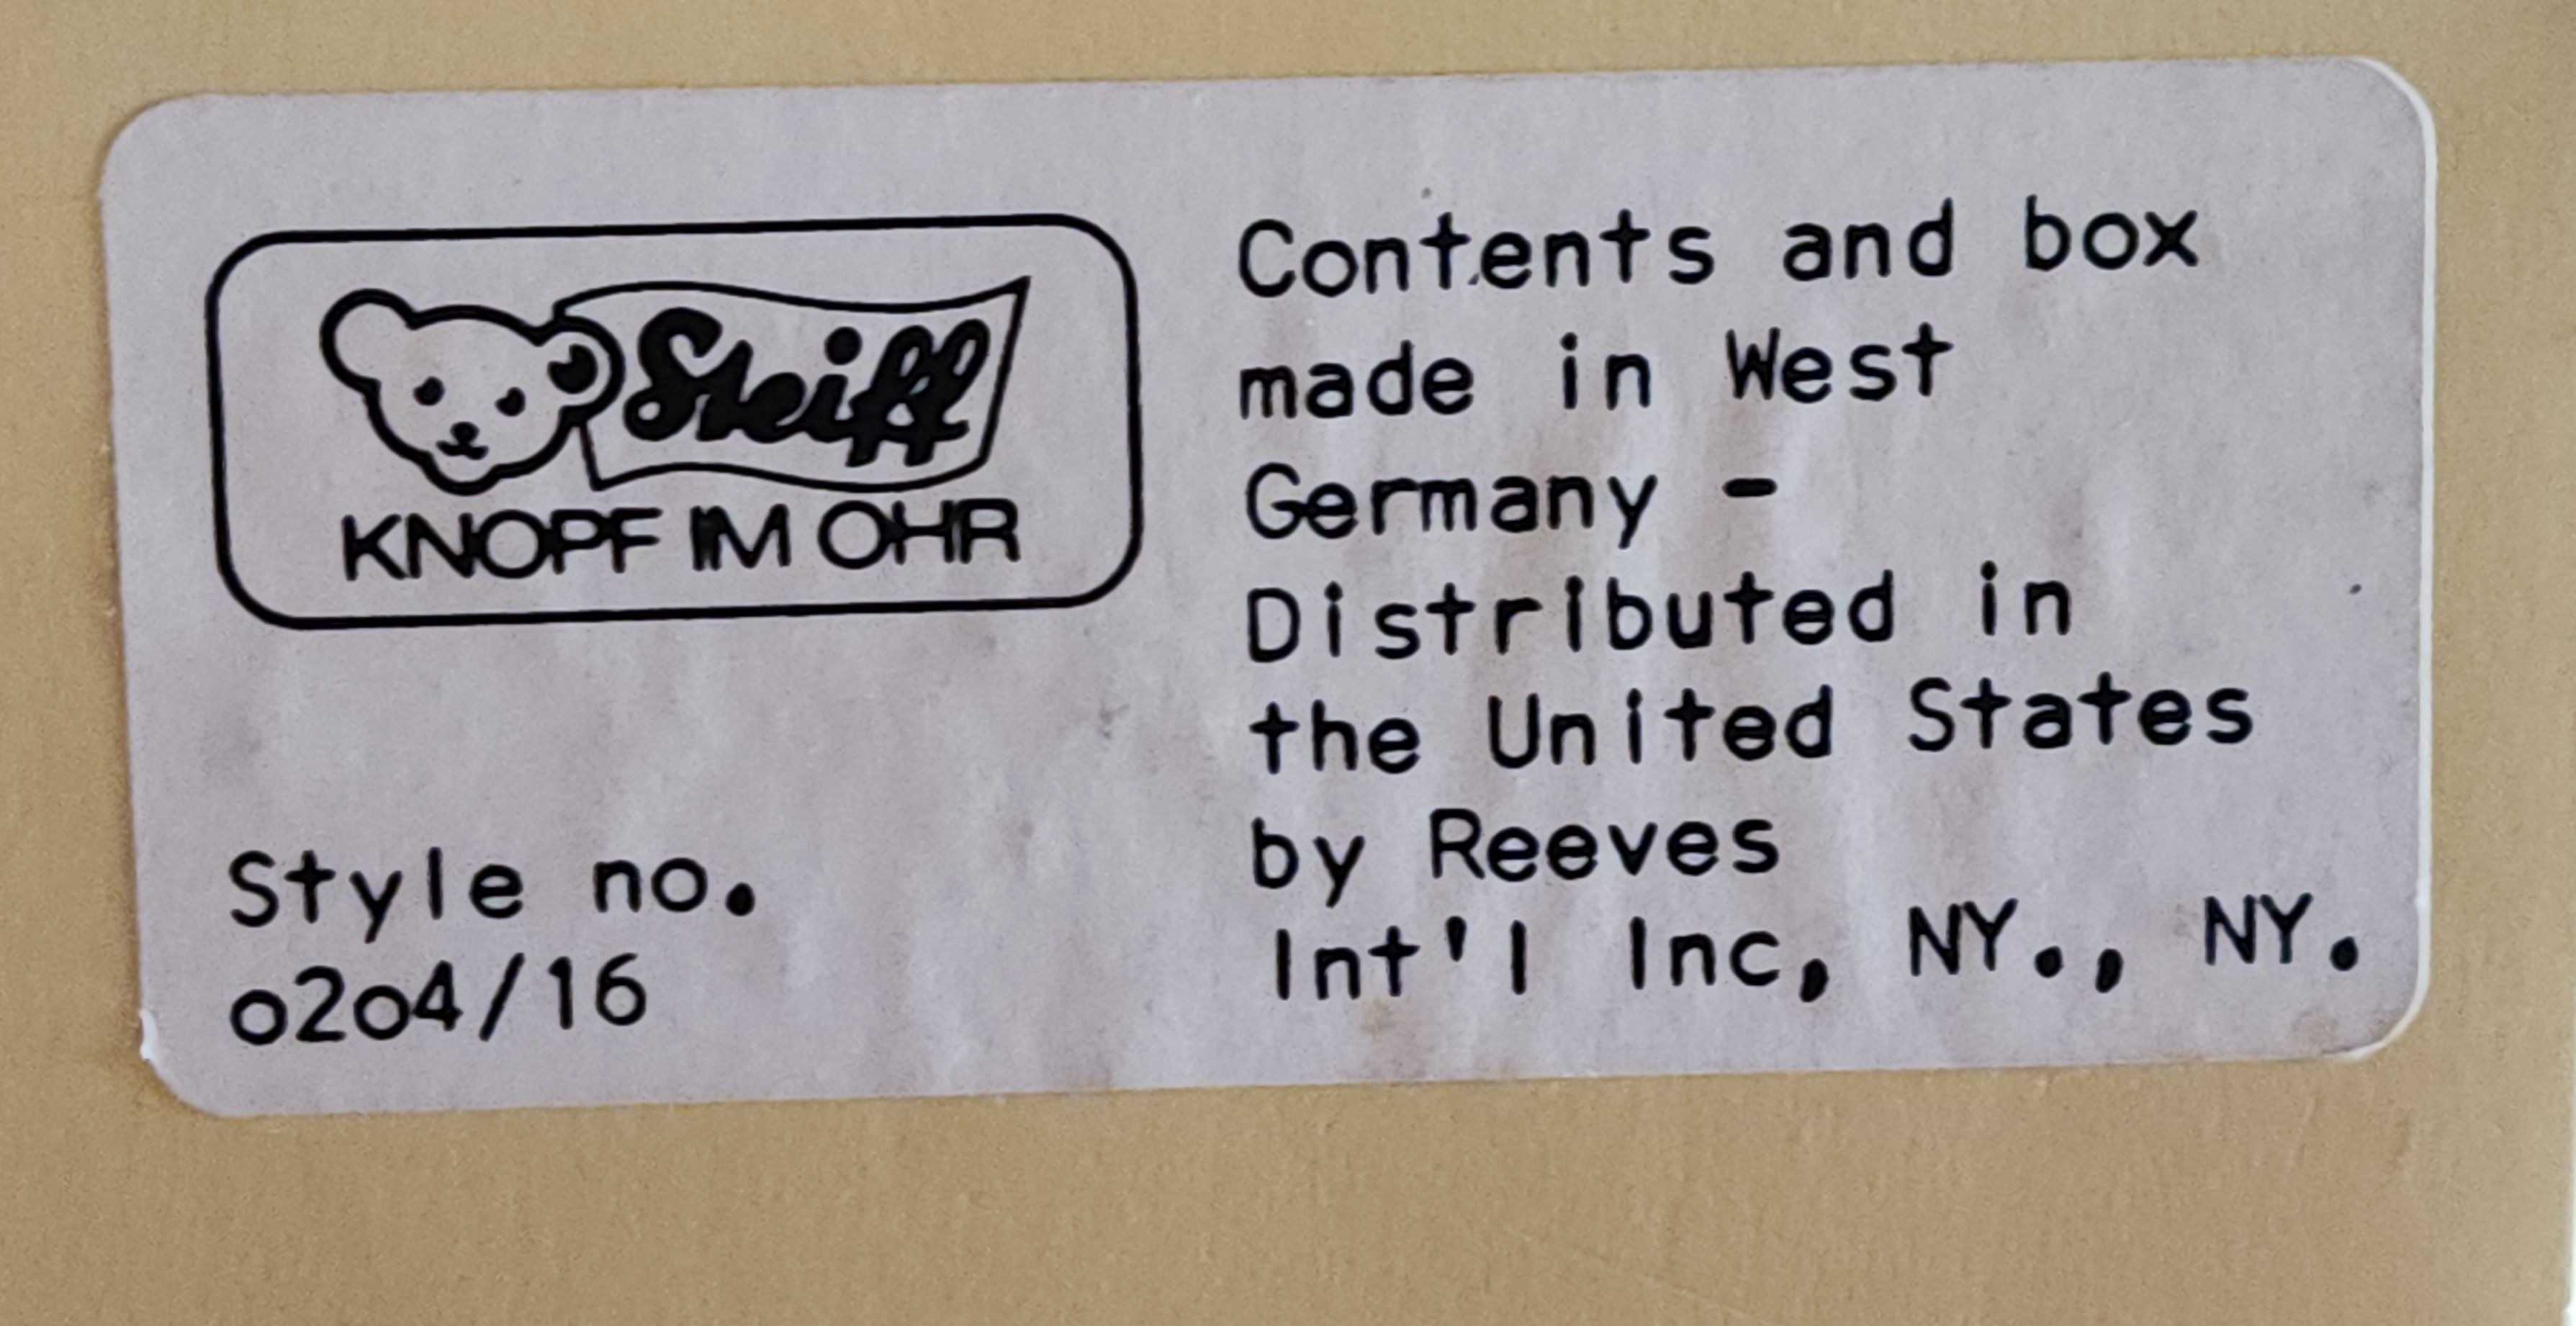 Steiff
KNOPF IM OHR
Style no.
0204/16
Contents and box
made in West
Germany -
Distributed in
the United States
by Reeves
Int'l Inc, NY., NY.